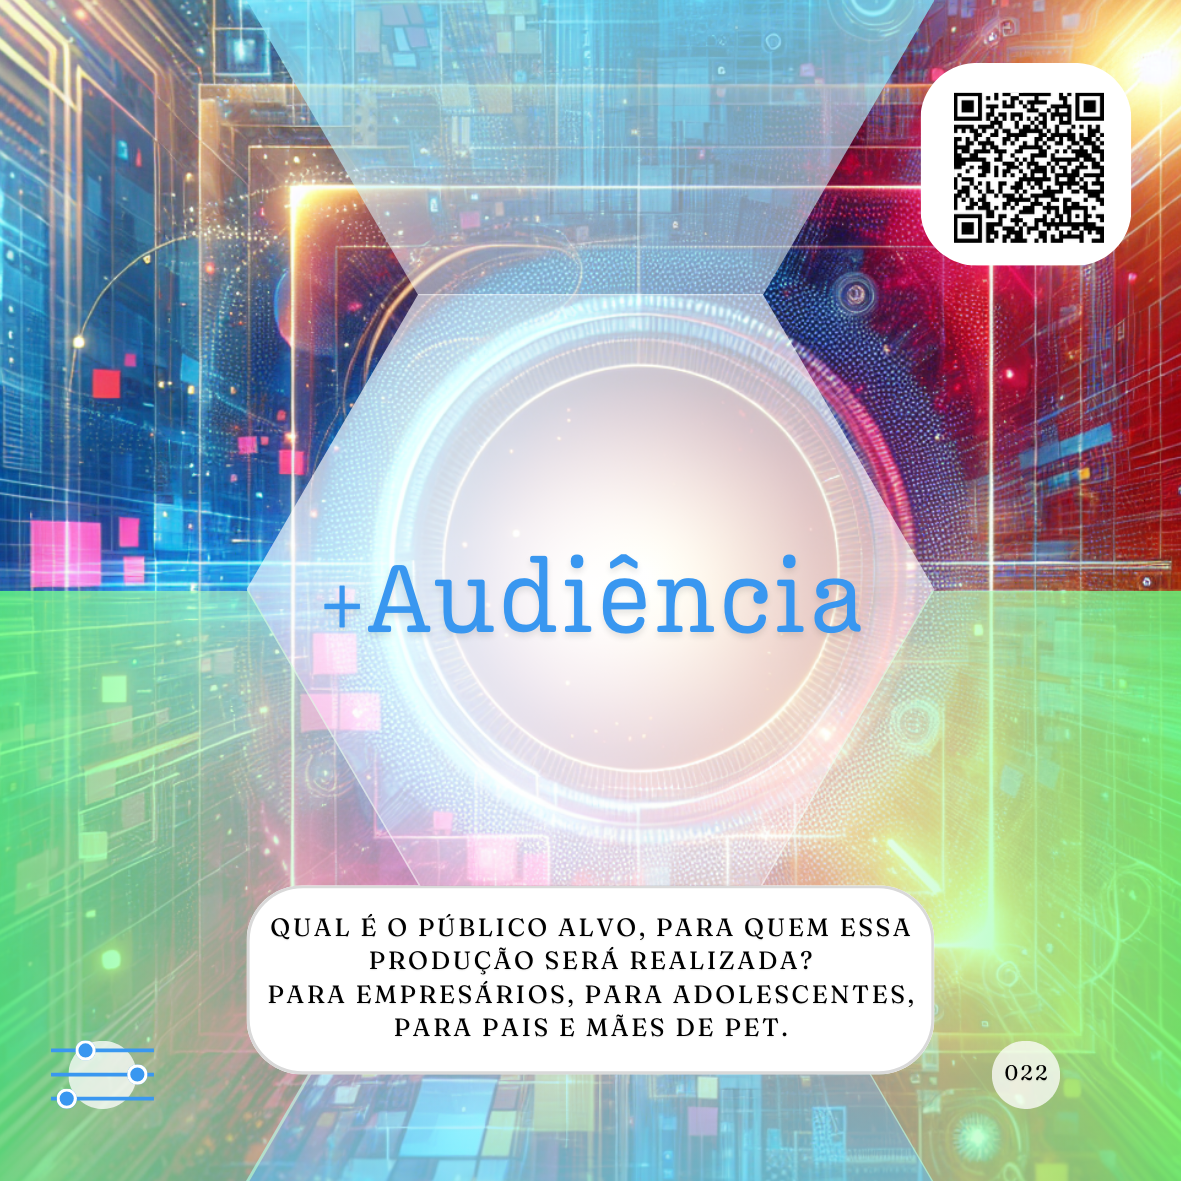 +Audiência
QUAL É O PÚBLICO ALVO, PARA QUEM ESSA
PRODUÇÃO SERÁ REALIZADA?
PARA EMPRESÁRIOS, PARA ADOLESCENTES,
PARA PAIS E MÃES DE PET.
022